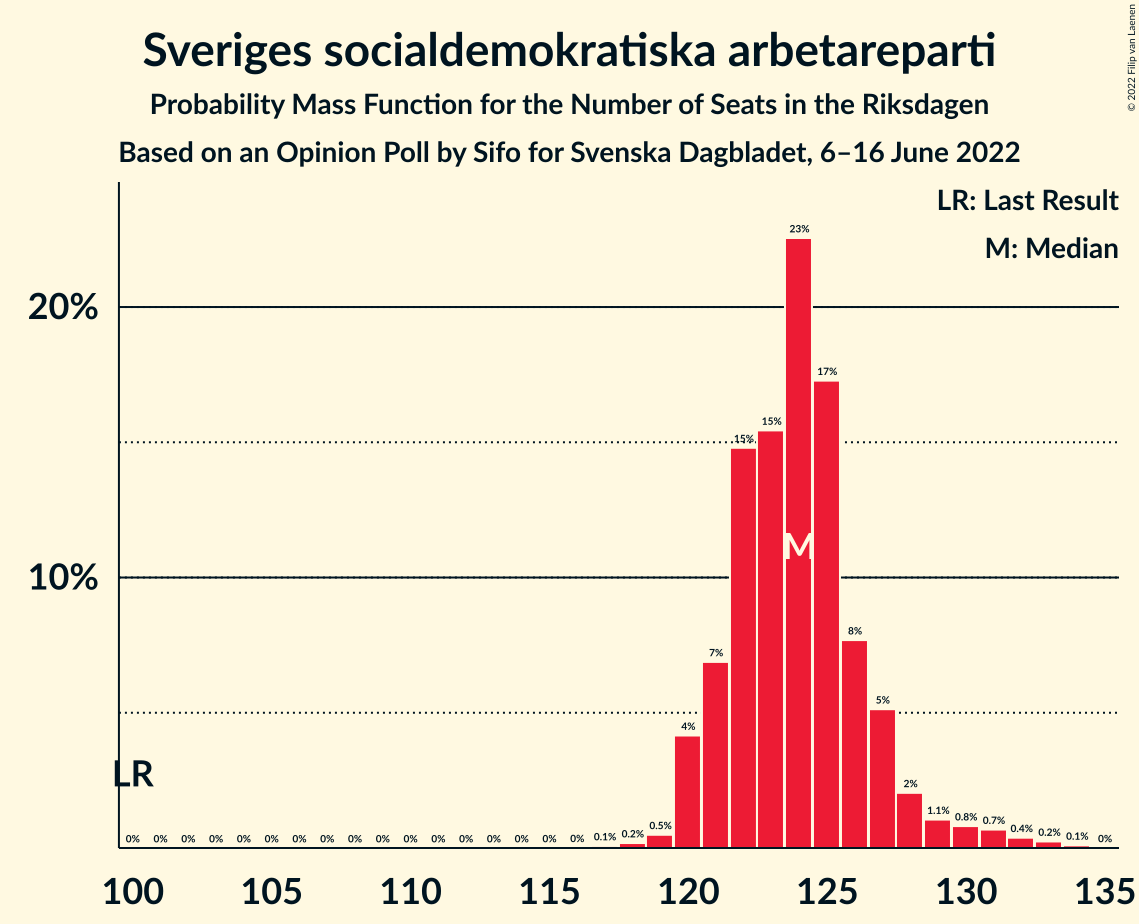 Sveriges socialdemokratiska arbetareparti
Probability Mass Function for the Number of Seats in the Riksdagen
Based on an Opinion Poll by Sifo for Svenska Dagbladet, 6–16 June 2022
© 2022 Filip van Laenen
LR: Last Result
M: Median
20%
10%
23%
17%
15%
15%
M
8%
7%
5%
4%
LR
2%
0% 0% 0% 0% 0% 0% 0% 0% 0% 0% 0% 0% 0% 0% 0% 0% 0% 0.1% 0.2% 0.5% 1.1% 0.8% 0.7% 0.4% 0.2% 0.1% 0%
100 105 110 115 120 125 130 135